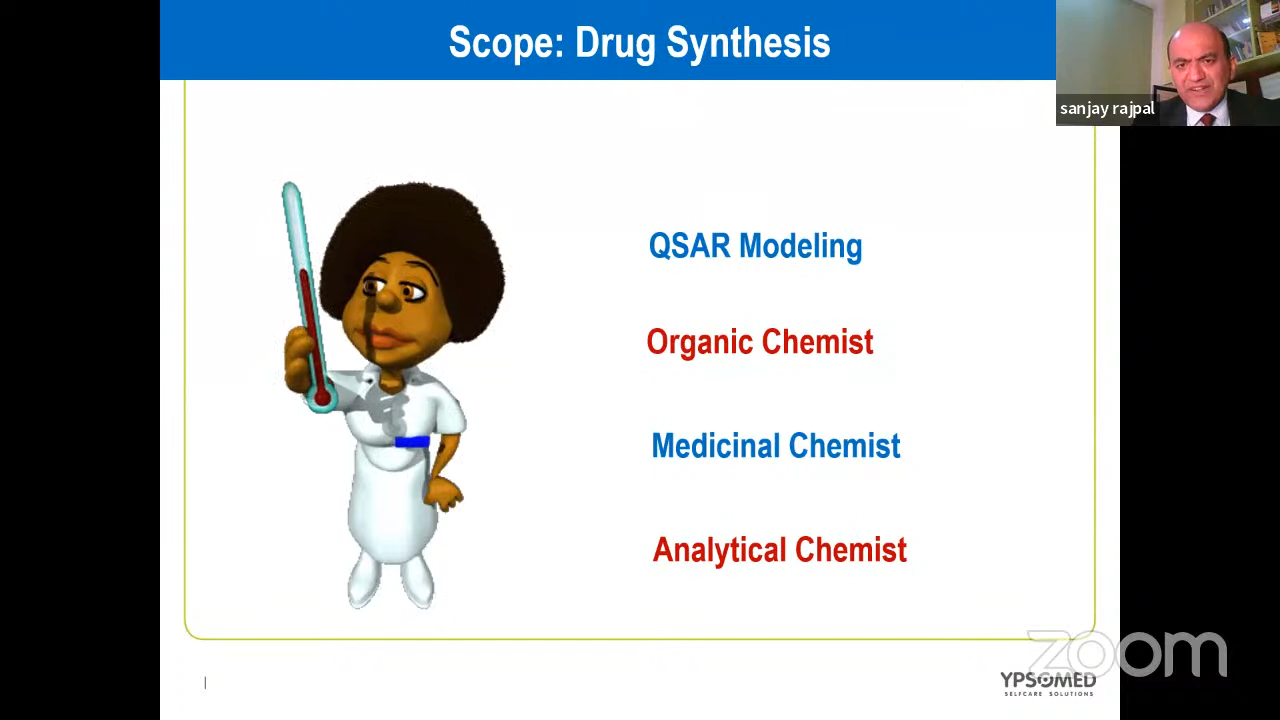 Scope: Drug Synthesis
sanjay rajpal
QSAR Modeling
Organic Chemist
Medicinal Chemist
Analytical Chemist
zoom
YPSOMED
SELFCARE SOLUTIONS